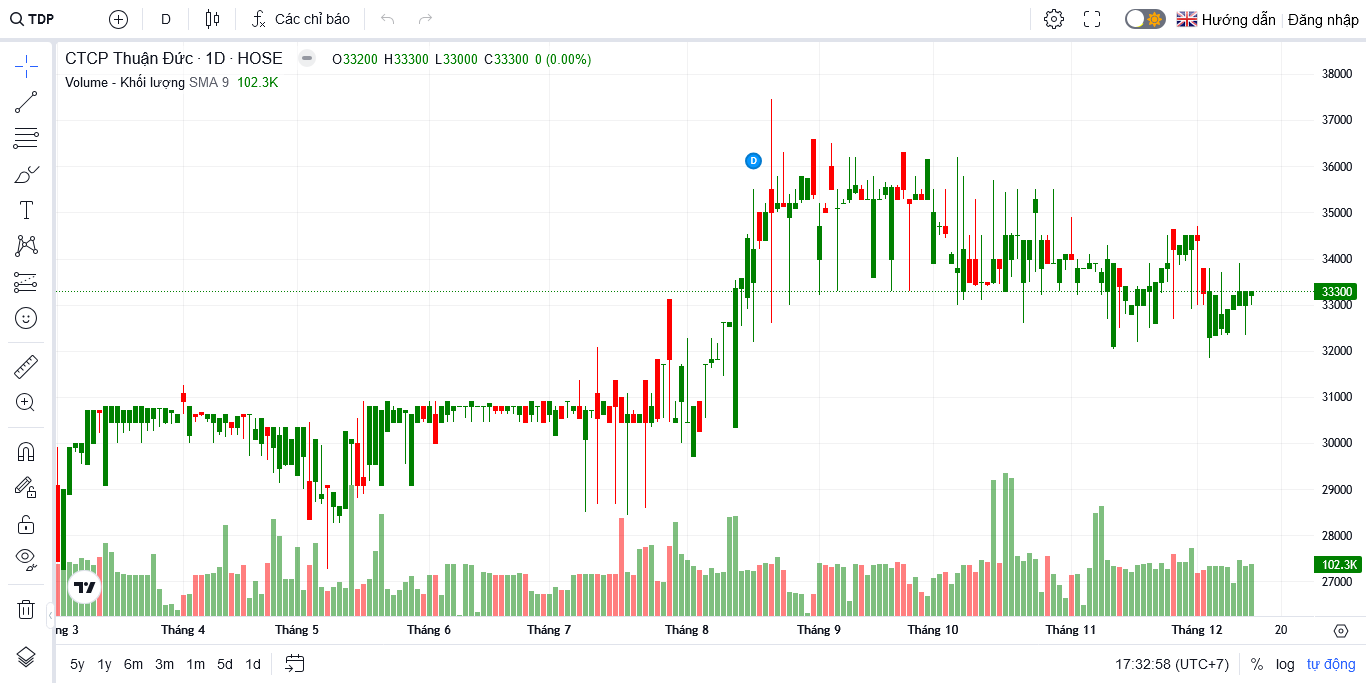 TDP D Các chỉ báo Hướng dẫn Đăng nhập
CTCP Thuận Đức · 1D · HOSE O33200 H33300 L33000 C33300 0 (0.00%)
Volume - Khối lượng SMA 9 102.3K
38000
37000
D
36000
35000
34000
33300
33000
32000
31000
30000
29000
28000
102.3K
27000
ng 3 Tháng 4 Tháng 5 Tháng 6 Tháng 7 Tháng 8 Tháng 9 Tháng 10 Tháng 11 Tháng 12 20
5y 1y 6m 3m 1m 5d 1d 17:32:58 (UTC+7) % log tự động